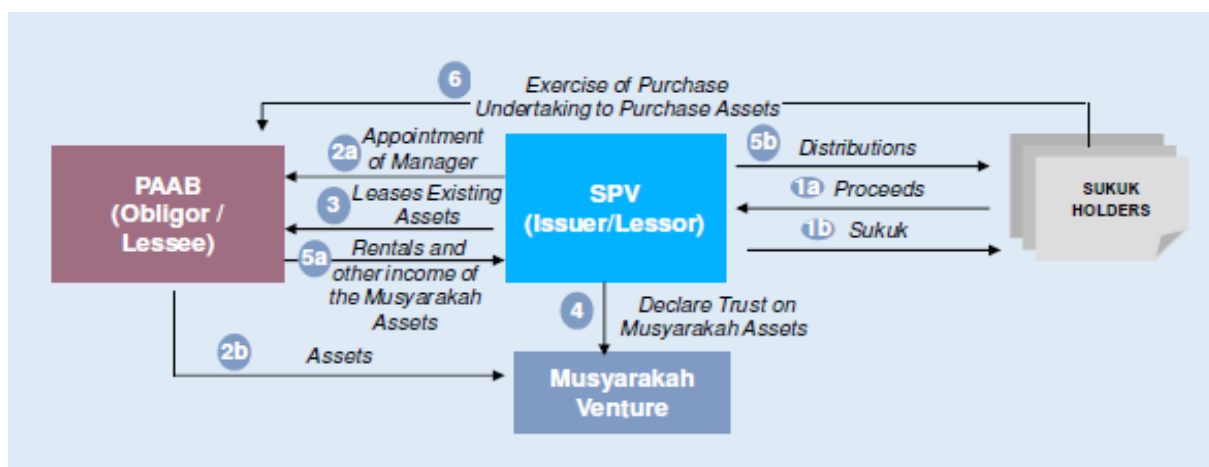 6
Exercise of Purchase
Undertaking to Purchase Assets
2a
Appointment
of Manager
PAAB
(Obligor /
Lessee)
3
Leases Existing
Assets
5a
Rentals and
other income of
the Musyarakah
Assets
SPV
(Issuer/Lessor)
5b
Distributions
1a
Proceeds
1b
Sukuk
SUKUK
HOLDERS
4
Declare Trust on
Musyarakah Assets
2b
Assets
Musyarakah
Venture